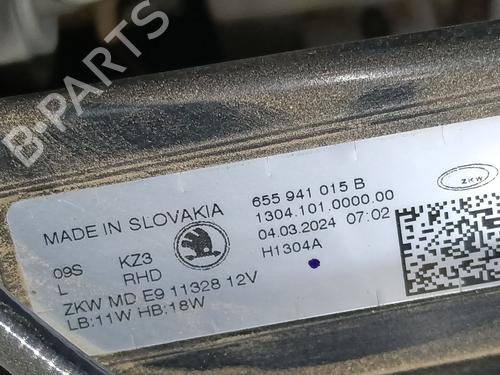 B-PARTS
655 941 015 B
MADE IN SLOVAKIA
1304.101.0000.00
ZKW
04.03.2024 07:02
09S KZ3
H1304A
L RHD
ZKW MD E9 11328 12V
LB:11W HB:18W